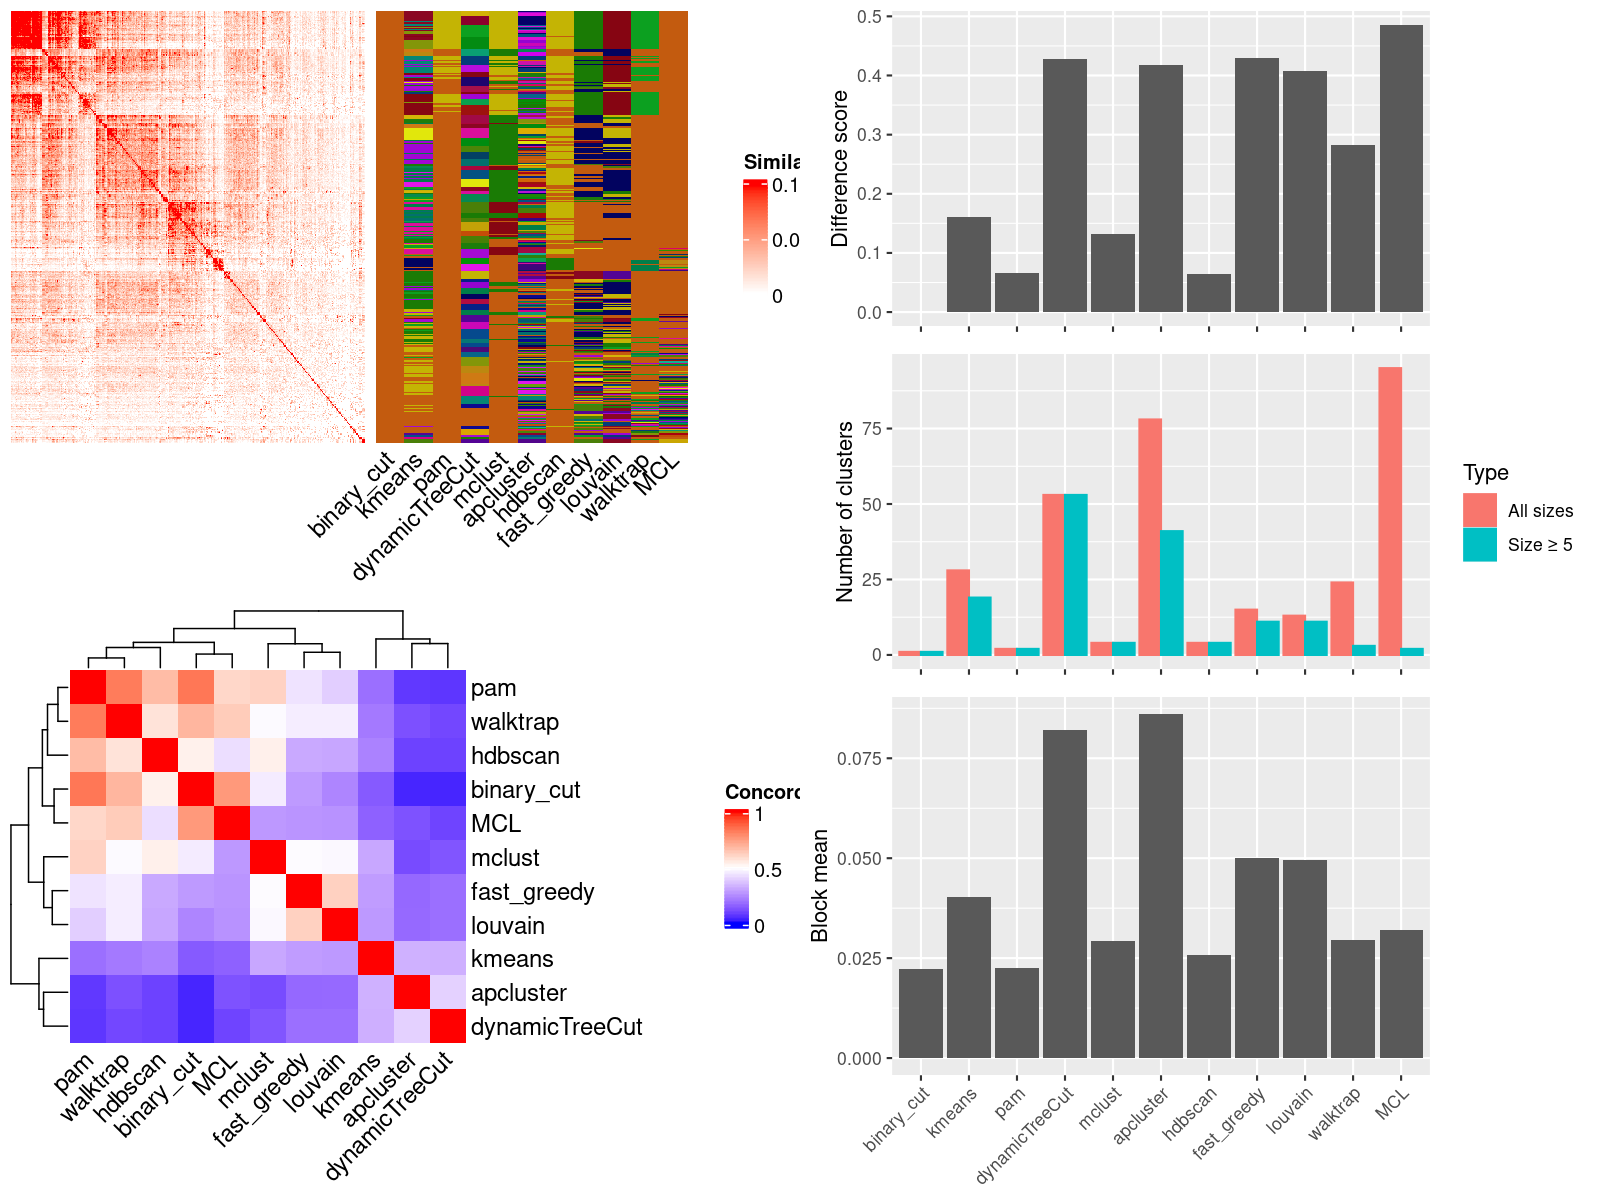 Simila
0.1
0.0
0
binary_cut
kmeans
pam
dynamicTreeCut
mclust
apcluster
hdbscan
fast_greedy
louvain
walktrap
MCL
pam
walktrap
hdbscan
binary_cut
MCL
mclust
fast_greedy
louvain
kmeans
apcluster
dynamicTreeCut
pam
walktrap
hdbscan
binary_cut
MCL
mclust
fast_greedy
louvain
kmeans
apcluster
dynamicTreeCut
Concord
1
0.5
0
Difference score
0.5
0.4
0.3
0.2
0.1
0.0
Number of clusters
75
50
25
0
Type
All sizes
Size ≥ 5
Block mean
0.075
0.050
0.025
0.000
binary_cut
kmeans
pam
dynamicTreeCut
mclust
apcluster
hdbscan
fast_greedy
louvain
walktrap
MCL